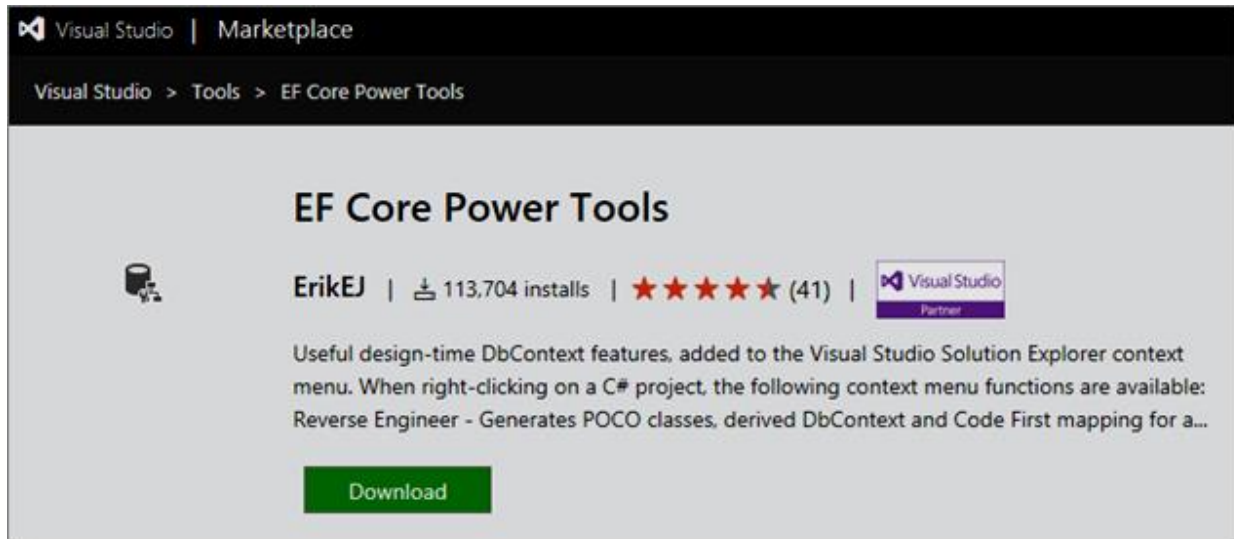 Visual Studio | Marketplace
Visual Studio > Tools > EF Core Power Tools
EF Core Power Tools
ErikEJ | 113,704 installs | (41) | Visual Studio
Partner
Useful design-time DbContext features, added to the Visual Studio Solution Explorer context
menu. When right-clicking on a C# project, the following context menu functions are available:
Reverse Engineer - Generates POCO classes, derived DbContext and Code First mapping for a...
Download